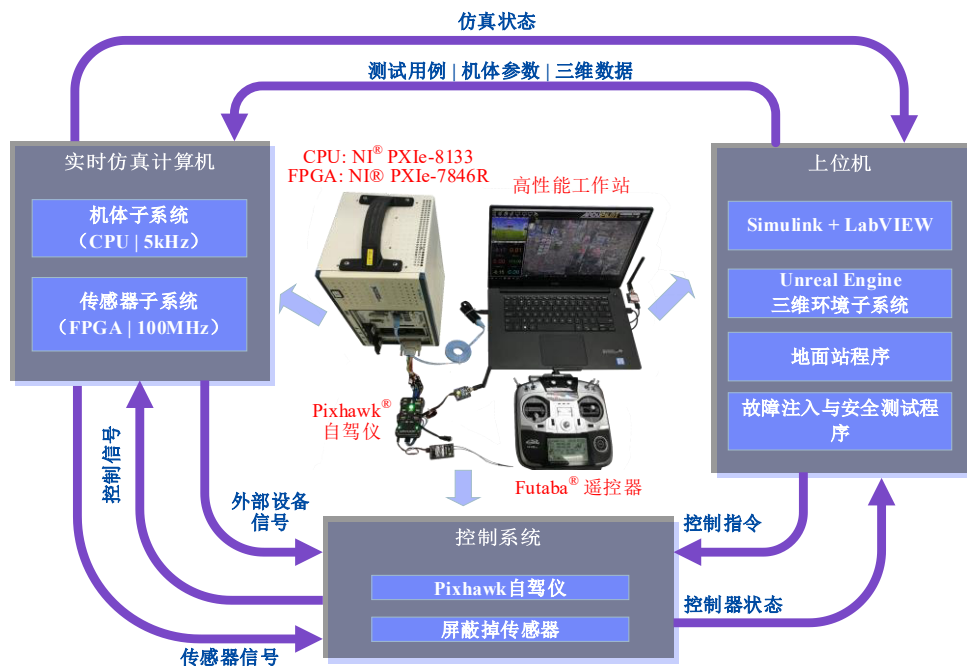 仿真状态
测试用例 | 机体参数 | 三维数据
实时仿真计算机
机体子系统
（CPU | 5kHz）
传感器子系统
(FPGA | 100MHz）
CPU: NI® PXIe-8133
FPGA: NI® PXIe-7846R
高性能工作站
Pixhawk®
自驾仪
Futaba® 遥控器
上位机
Simulink + LabVIEW
Unreal Engine
三维环境子系统
地面站程序
故障注入与安全测试程
序
控制信号
外部设备
信号
传感器信号
控制指令
控制器状态
控制系统
Pixhawk自驾仪
屏蔽掉传感器